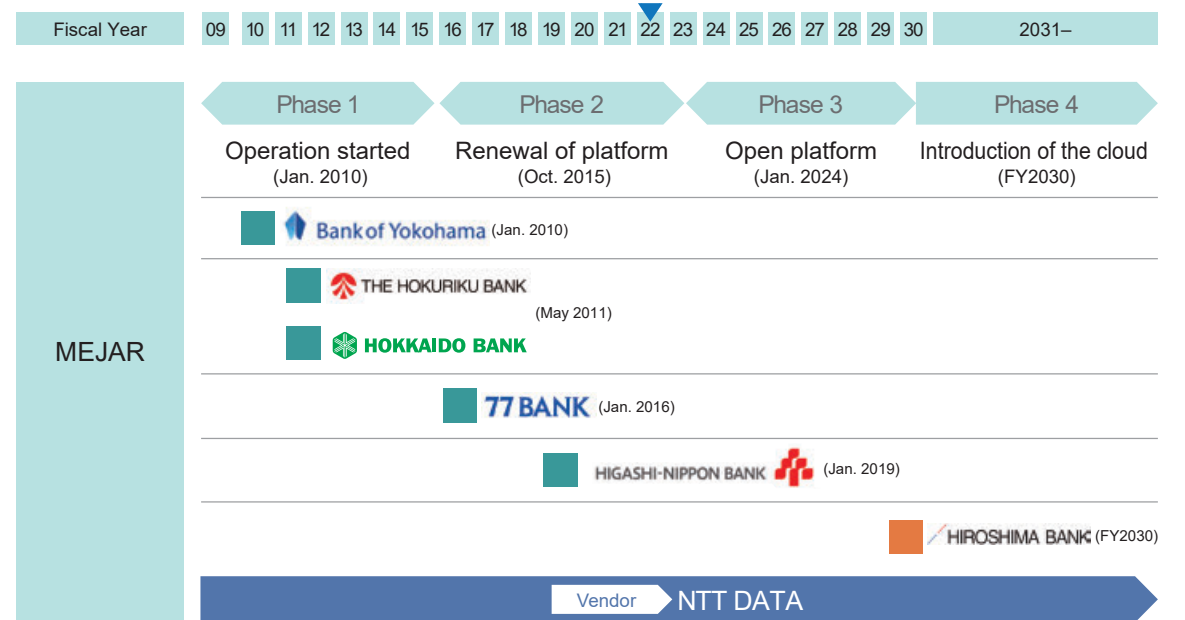 Fiscal Year 09 10 11 12 13 14 15 16 17 18 19 20 21 22 23 24 25 26 27 28 29 30 2031–
Phase 1 Phase 2 Phase 3 Phase 4
Operation started Renewal of platform Open platform Introduction of the cloud
(Jan. 2010) (Oct. 2015) (Jan. 2024) (FY2030)
Bank of Yokohama (Jan. 2010)
THE HOKURIKU BANK
(May 2011)
HOKKAIDO BANK
MEJAR
77 BANK (Jan. 2016)
HIGASHI-NIPPON BANK (Jan. 2019)
HIROSHIMA BANK (FY2030)
Vendor NTT DATA